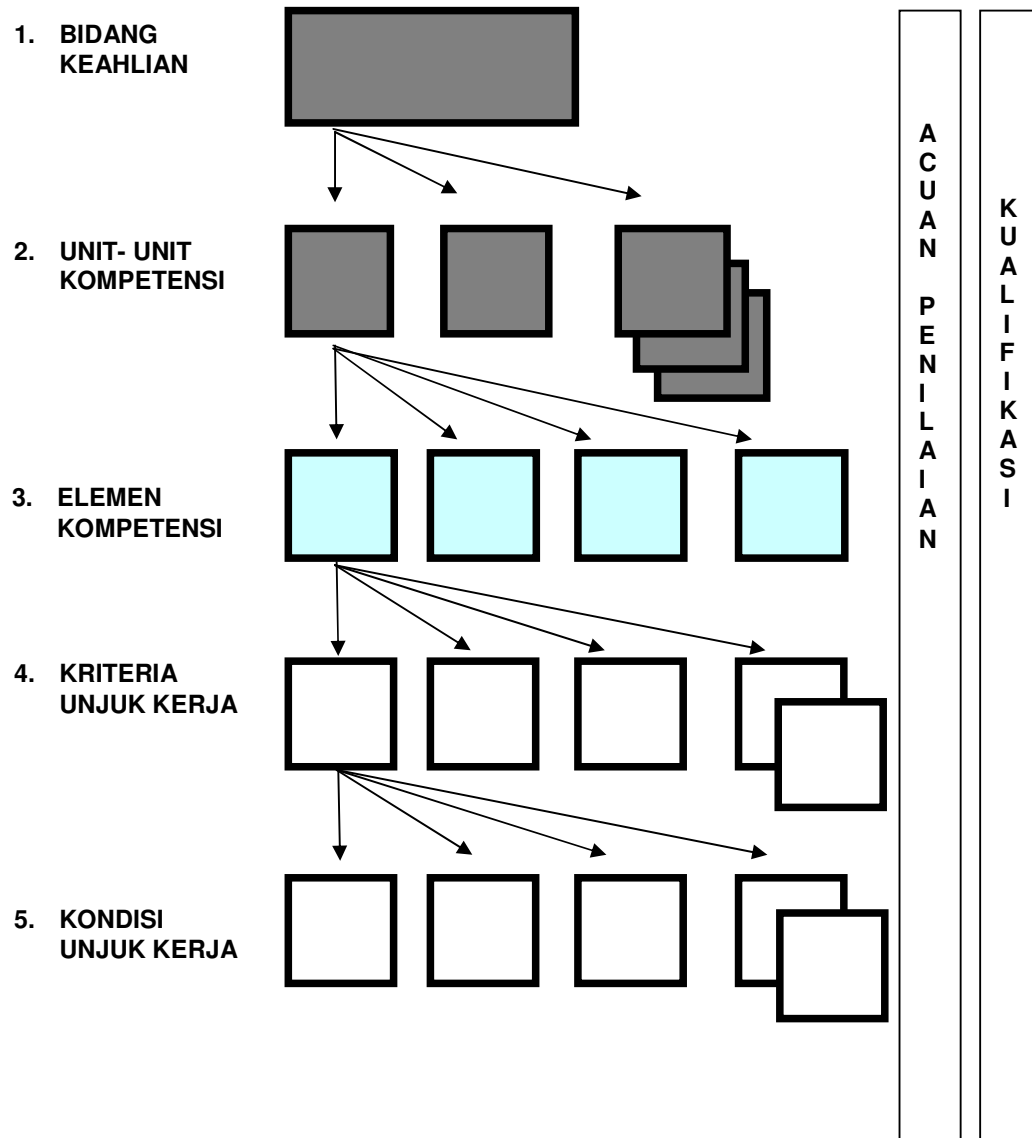 1. BIDANG
KEAHLIAN
2. UNIT- UNIT
KOMPETENSI
3. ELEMEN
KOMPETENSI
4. KRITERIA
UNJUK KERJA
5. KONDISI
UNJUK KERJA
ACUAN PENILAIAN
KUALIFIKASI